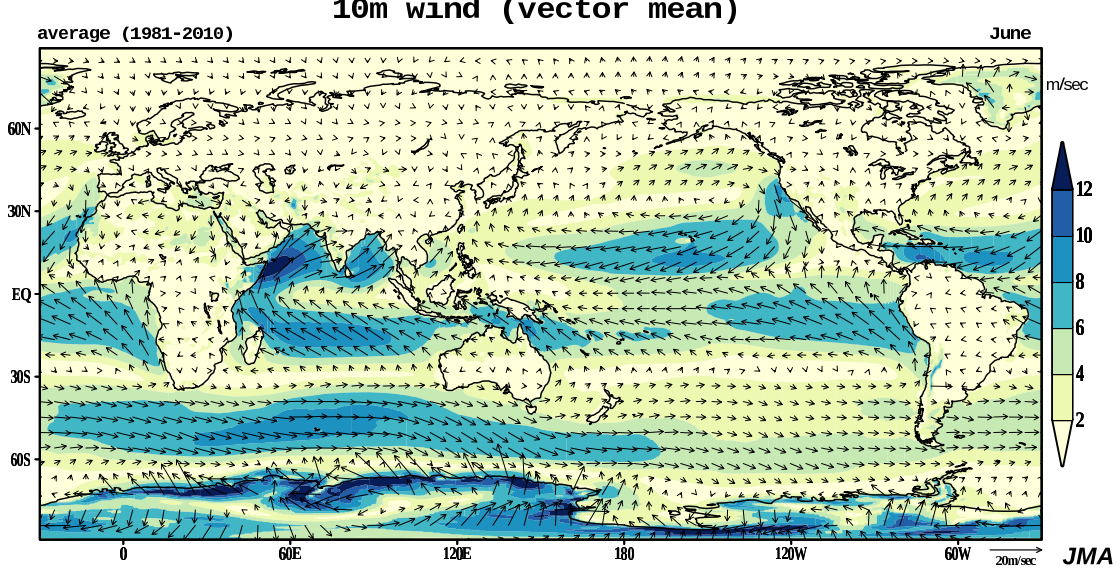 10m wind (vector mean)
average (1981-2010) June
m/sec
60N
30N
EQ
30S
60S
12
10
8
6
4
2
0 60E 120E 180 120W 60W
20m/sec
JMA